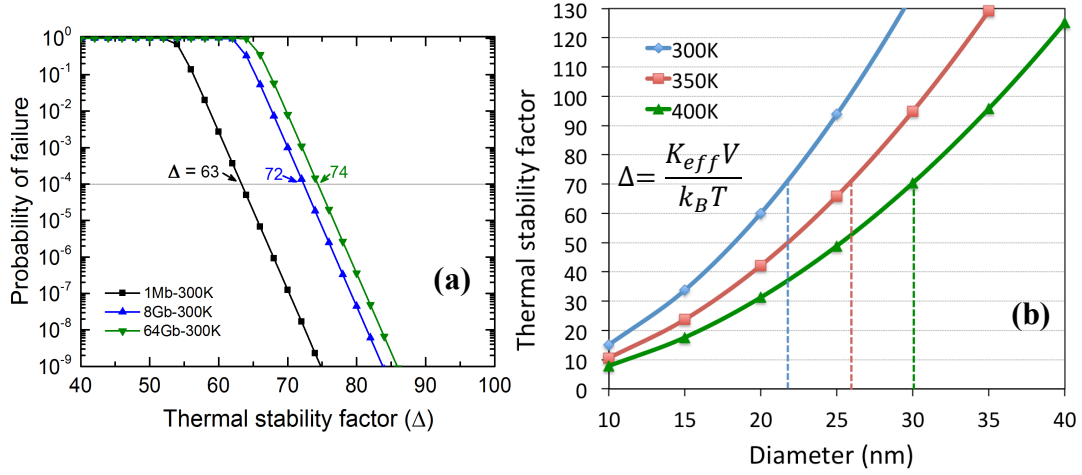 (a)
Probability of failure
10^0
10^-1
10^-2
10^-3
10^-4
10^-5
10^-6
10^-7
10^-8
10^-9
Δ = 63
72
74
1Mb-300K
8Gb-300K
64Gb-300K
(a)
40 50 60 70 80 90 100
Thermal stability factor (Δ)
b)
Thermal stability factor
130
120
110
100
90
80
70
60
50
40
30
20
10
0
300K
350K
400K
Δ= K_eff V / k_B T
(b)
10 15 20 25 30 35 40
Diameter (nm)